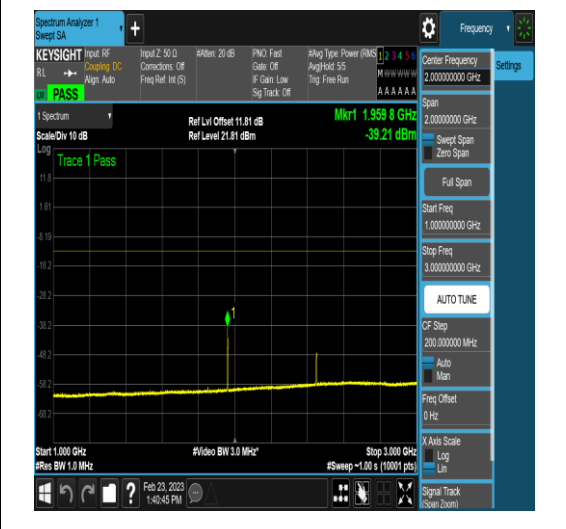 Spectrum Analyzer 1
Swept SA
+
Frequency
KEYSIGHT
RL
Input: RF
Coupling: DC
Align: Auto
Input Z: 50 Ω
Corrections: Off
Freq Ref: Int (S)
#Atten: 20 dB
PNO: Fast
Gate: Off
IF Gain: Low
Sig Track: Off
#Avg Type: Power (RMS
Avg|Hold: 5/5
Trig: Free Run
1 2 3 4 5 6
M W W W W W
A A A A A A
PASS
Center Frequency
2.000000000 GHz
Settings
Span
2.00000000 GHz
Swept Span
Zero Span
Full Span
Start Freq
1.000000000 GHz
Stop Freq
3.000000000 GHz
AUTO TUNE
CF Step
200.000000 MHz
Auto
Man
Freq Offset
0 Hz
X Axis Scale
Log
Lin
Signal Track
(Span Zoom)
1 Spectrum
Scale/Div 10 dB
Ref Lvl Offset 11.81 dB
Ref Level 21.81 dBm
Mkr1 1.959 8 GHz
-39.21 dBm
Log
Trace 1 Pass
11.8
1.81
-8.19
-18.2
-28.2
-38.2
-48.2
-58.2
-68.2
1
Start 1.000 GHz
#Res BW 1.0 MHz
#Video BW 3.0 MHz*
Stop 3.000 GHz
#Sweep ~1.00 s (10001 pts)
?
Feb 23, 2023
1:40:45 PM